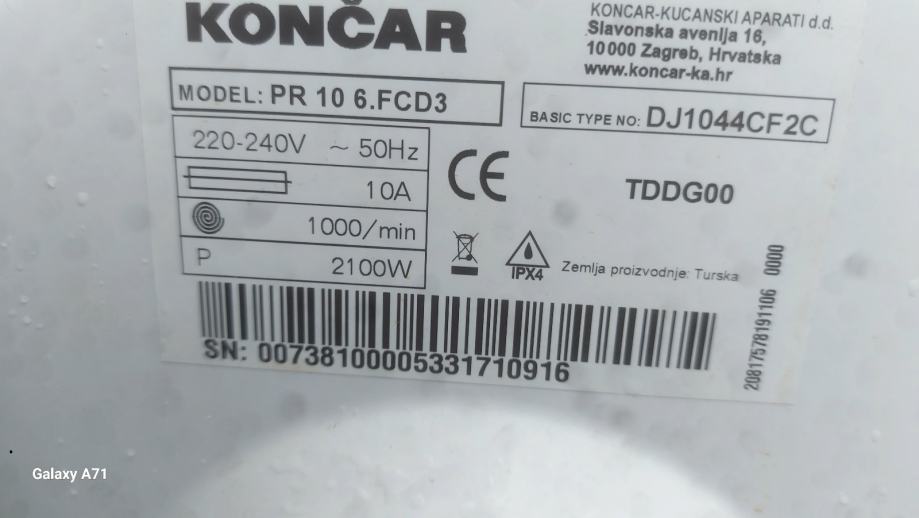 KONČAR
KONCAR-KUCANSKI APARATI d.d.
Slavonska avenija 16,
10000 Zagreb, Hrvatska
www.koncar-ka.hr
MODEL: PR 10 6.FCD3
BASIC TYPE NO: DJ1044CF2C
220-240V ~ 50Hz
10A
1000/min
P 2100W
TDDG00
IPX4
Zemlja proizvodnje: Turska
SN: 00738100005331710916
20817578191106 0000
Galaxy A71